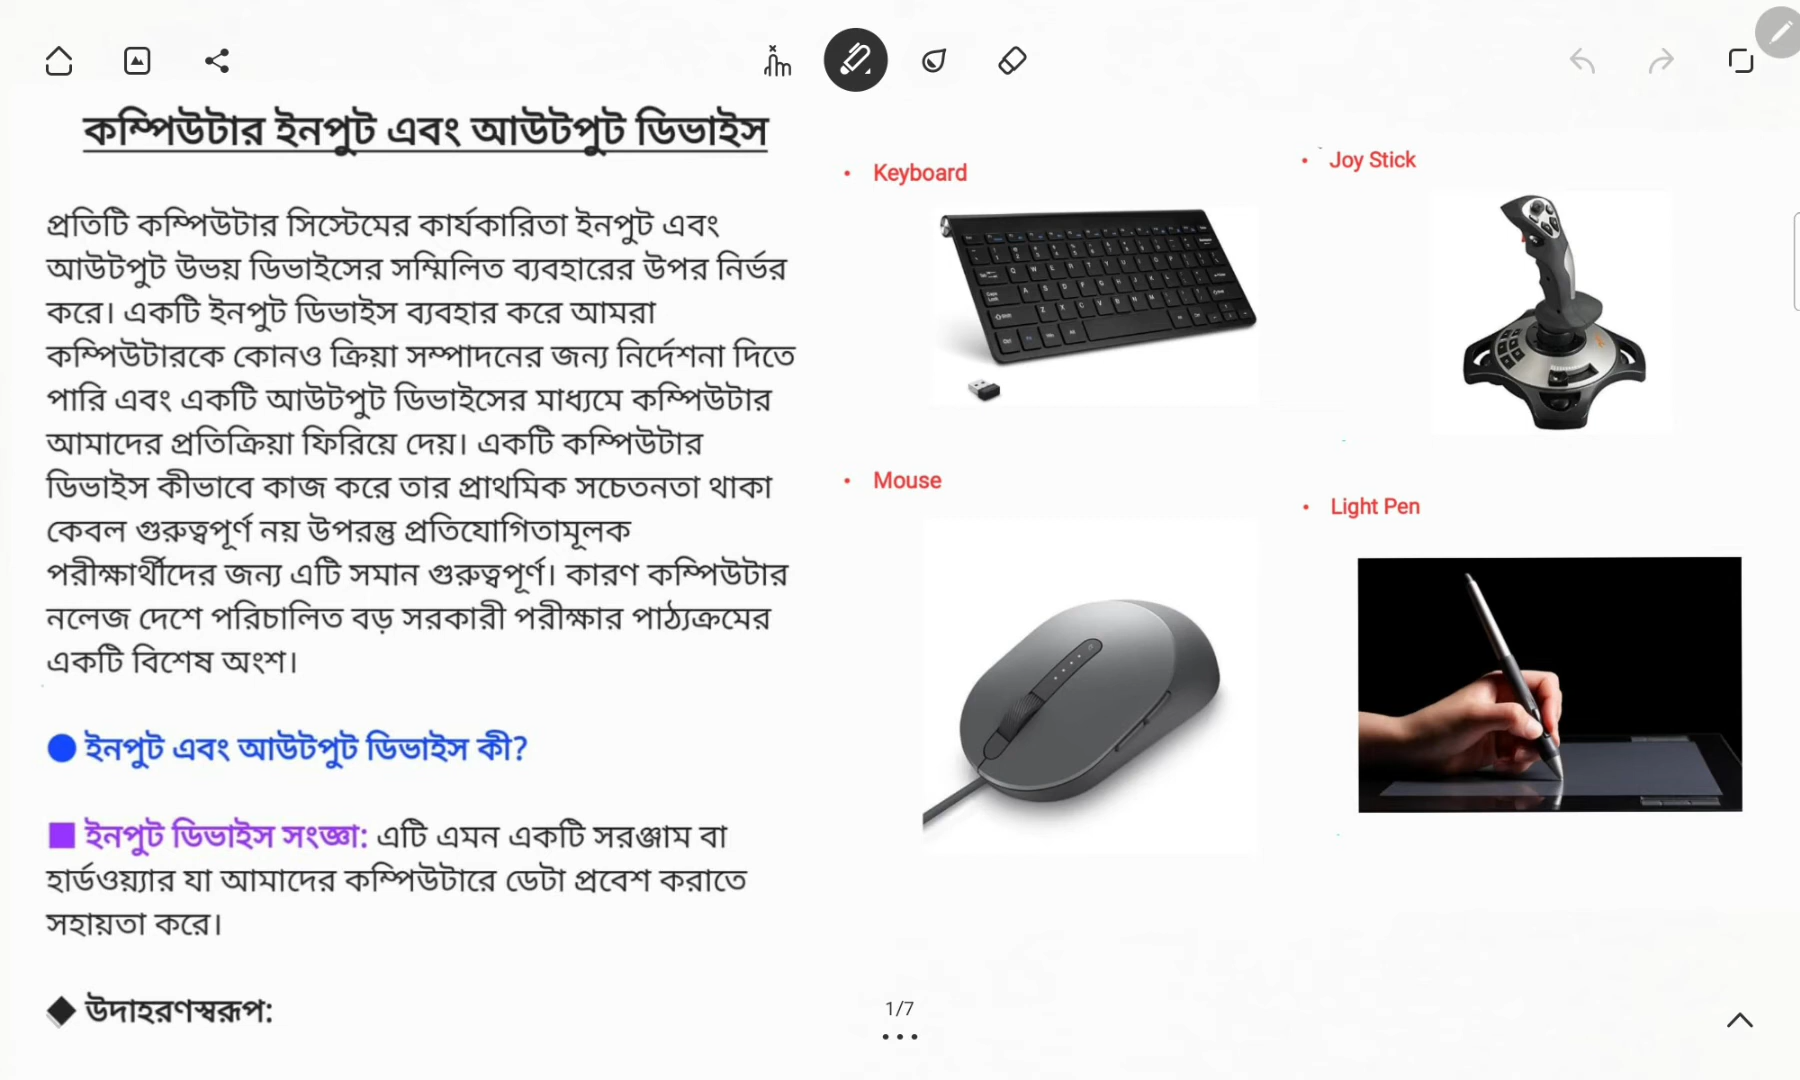 কম্পিউটার ইনপুট এবং আউটপুট ডিভাইস
প্রতিটি কম্পিউটার সিস্টেমের কার্যকারিতা ইনপুট এবং
আউটপুট উভয় ডিভাইসের সম্মিলিত ব্যবহারের উপর নির্ভর
করে। একটি ইনপুট ডিভাইস ব্যবহার করে আমরা
কম্পিউটারকে কোনও ক্রিয়া সম্পাদনের জন্য নির্দেশনা দিতে
পারি এবং একটি আউটপুট ডিভাইসের মাধ্যমে কম্পিউটার
আমাদের প্রতিক্রিয়া ফিরিয়ে দেয়। একটি কম্পিউটার
ডিভাইস কীভাবে কাজ করে তার প্রাথমিক সচেতনতা থাকা
কেবল গুরুত্বপূর্ণ নয় উপরন্তু প্রতিযোগিতামূলক
পরীক্ষার্থীদের জন্য এটি সমান গুরুত্বপূর্ণ। কারণ কম্পিউটার
নলেজ দেশে পরিচালিত বড় সরকারী পরীক্ষার পাঠ্যক্রমের
একটি বিশেষ অংশ।
ইনপুট এবং আউটপুট ডিভাইস কী?
ইনপুট ডিভাইস সংজ্ঞা: এটি এমন একটি সরঞ্জাম বা
হার্ডওয়্যার যা আমাদের কম্পিউটারে ডেটা প্রবেশ করাতে
সহায়তা করে।
উদাহরণস্বরূপ:
Keyboard
Mouse
Joy Stick
Light Pen
1/7